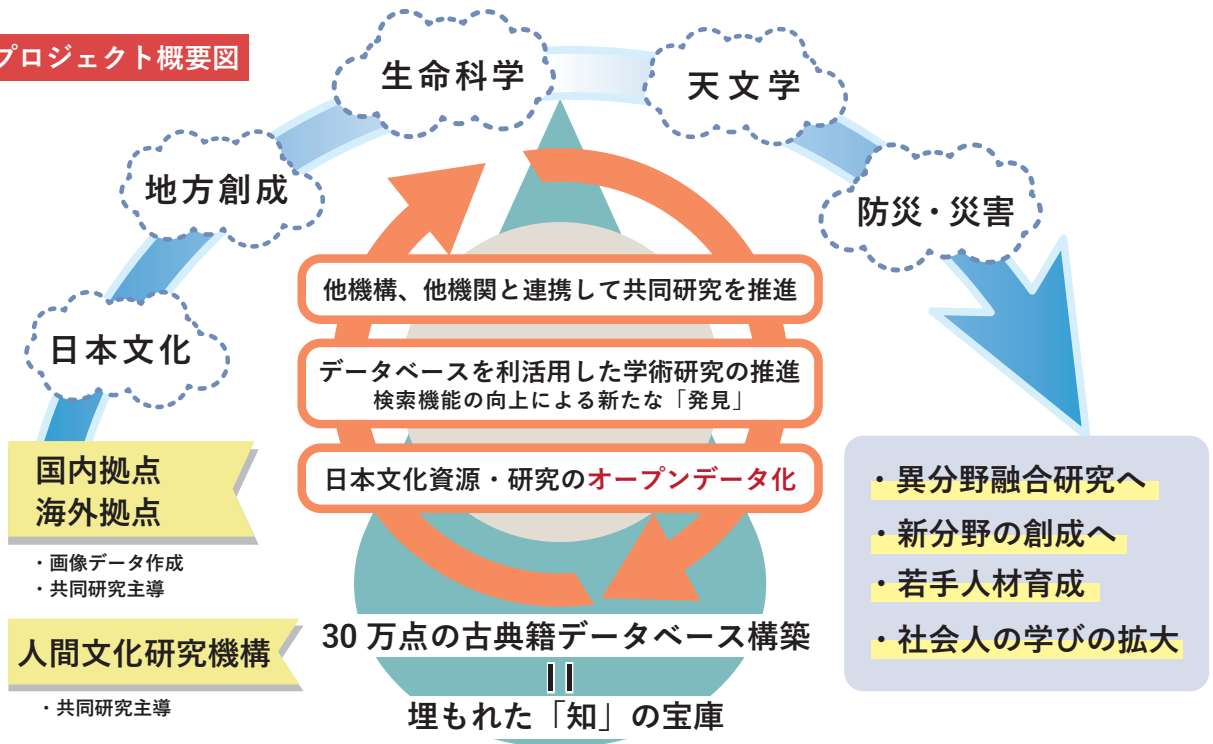 プロジェクト概要図
生命科学
天文学
地方創成
防災・災害
日本文化
他機構、他機関と連携して共同研究を推進
データベースを利活用した学術研究の推進
検索機能の向上による新たな「発見」
日本文化資源・研究のオープンデータ化
国内拠点
海外拠点
・画像データ作成
・共同研究主導
人間文化研究機構
・共同研究主導
30万点の古典籍データベース構築
埋もれた「知」の宝庫
・異分野融合研究へ
・新分野の創成へ
・若手人材育成
・社会人の学びの拡大